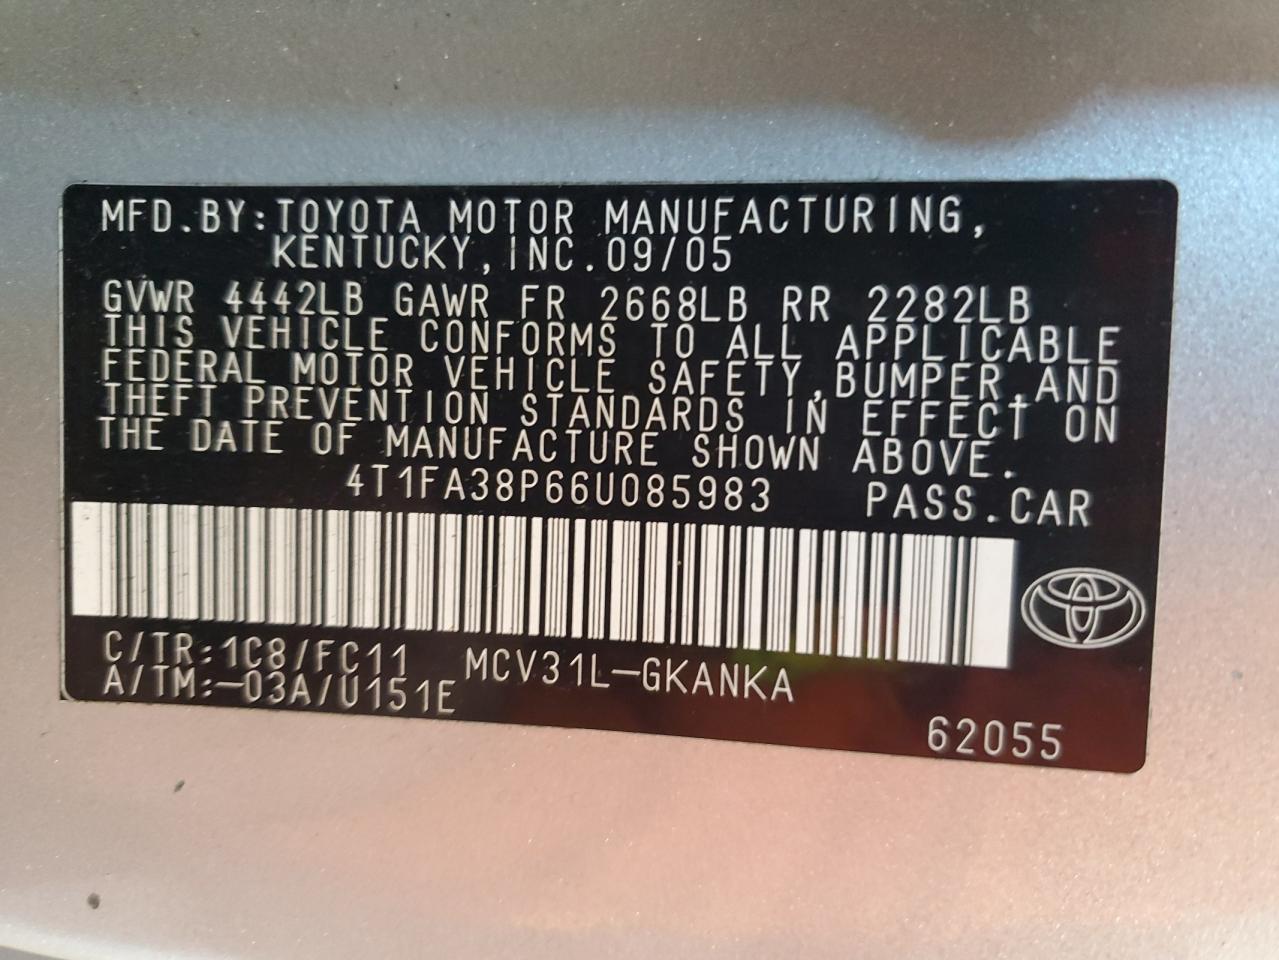 MFD.BY:TOYOTA MOTOR MANUFACTURING,
KENTUCKY,INC.09/05
GVWR 4442LB GAWR FR 2668LB RR 2282LB
THIS VEHICLE CONFORMS TO ALL APPLICABLE
FEDERAL MOTOR VEHICLE SAFETY,BUMPER,AND
THEFT PREVENTION STANDARDS IN EFFECT ON
THE DATE OF MANUFACTURE SHOWN ABOVE.
4T1FA38P66U085983 PASS.CAR
C/TR:1C8/FC11 MCV31L-GKANKA
A/TM:-03A/U151E
62055